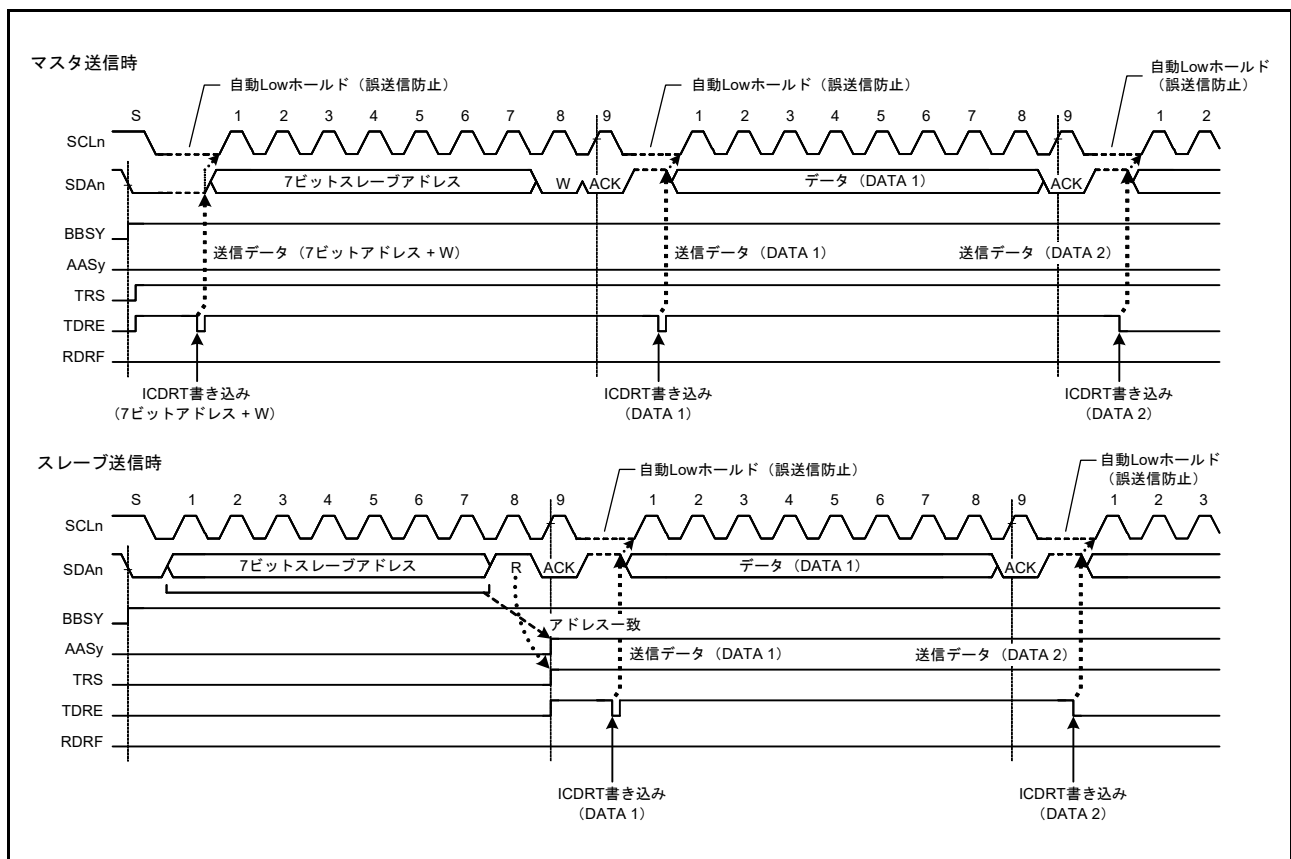 マスタ送信時
自動Lowホールド（誤送信防止）
自動Lowホールド（誤送信防止）
自動Lowホールド
（誤送信防止）
S 1 2 3 4 5 6 7 8 9 1 2 3 4 5 6 7 8 9 1 2
SCLn
SDAn 7ビットスレーブアドレス W ACK データ（DATA 1） ACK
BBSY
送信データ（7ビットアドレス + W） 送信データ（DATA 1） 送信データ（DATA 2）
AASy
TRS
TDRE
RDRF
ICDRT書き込み
（7ビットアドレス + W）
ICDRT書き込み
（DATA 1）
ICDRT書き込み
（DATA 2）
スレーブ送信時
自動Lowホールド（誤送信防止）
自動Lowホールド
（誤送信防止）
S 1 2 3 4 5 6 7 8 9 1 2 3 4 5 6 7 8 9 1 2 3
SCLn
SDAn 7ビットスレーブアドレス R ACK データ（DATA 1） ACK
BBSY
アドレス一致
AASy
送信データ（DATA 1） 送信データ（DATA 2）
TRS
TDRE
RDRF
ICDRT書き込み
（DATA 1）
ICDRT書き込み
（DATA 2）